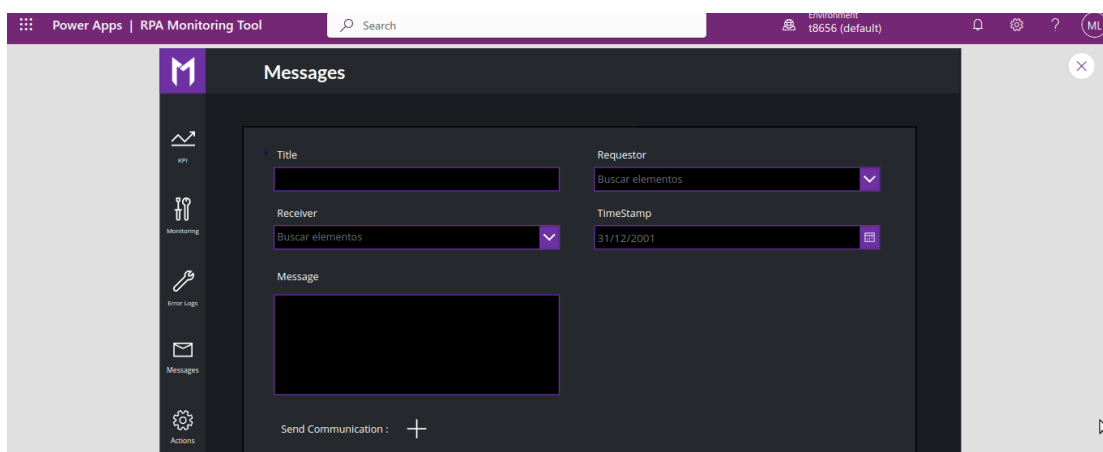 Power Apps | RPA Monitoring Tool
Search
Environment
t8656 (default)
?
ML
Messages
KPI
Monitoring
Error Logs
Messages
Actions
* Title
Requestor
Buscar elementos
Receiver
Buscar elementos
TimeStamp
31/12/2001
Message
Send Communication :